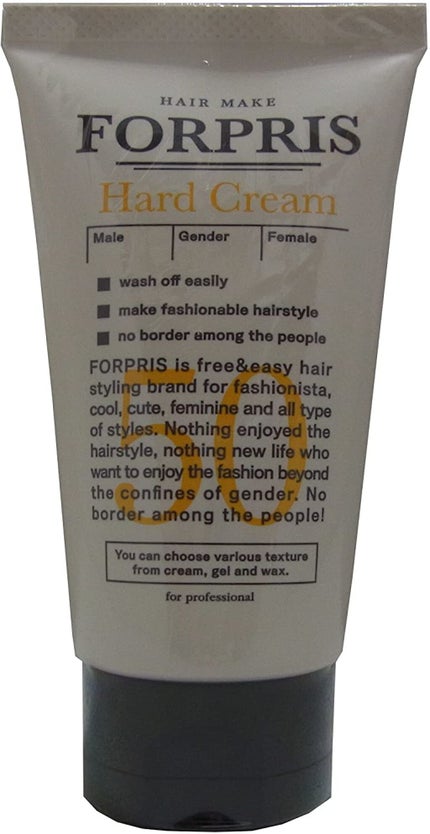 HAIR MAKE
FORPRIS
Hard Cream
Male Gender Female
wash off easily
make fashionable hairstyle
no border among the people
50
FORPRIS is free&easy hair
styling brand for fashionista,
cool, cute, feminine and all type
of styles. Nothing enjoyed the
hairstyle, nothing new life who
want to enjoy the fashion beyond
the confines of gender. No
border among the people!
You can choose various texture
from cream, gel and wax.
for professional